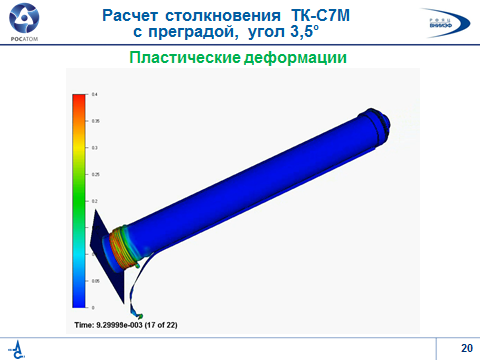 Расчет столкновения ТК-С7М
с преградой, угол 3,5°
РОСАТОМ
Пластические деформации
0.4
0.35
0.3
0.25
0.2
0.15
0.1
0.05
0
Time: 9.29998e-003 (17 of 22)
20